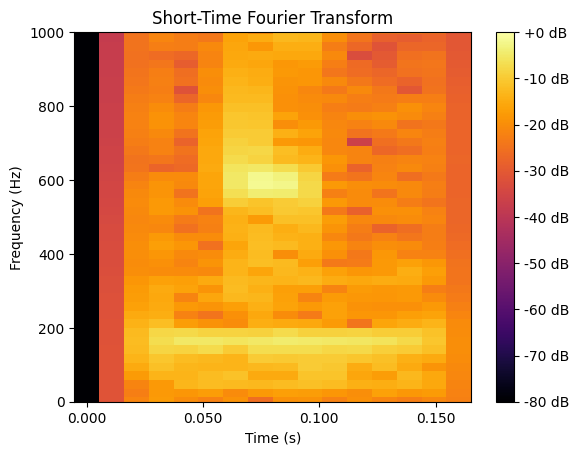 Short-Time Fourier Transform
Frequency (Hz)
1000
800
600
400
200
0
0.000
0.050
0.100
0.150
Time (s)
+0 dB
-10 dB
-20 dB
-30 dB
-40 dB
-50 dB
-60 dB
-70 dB
-80 dB